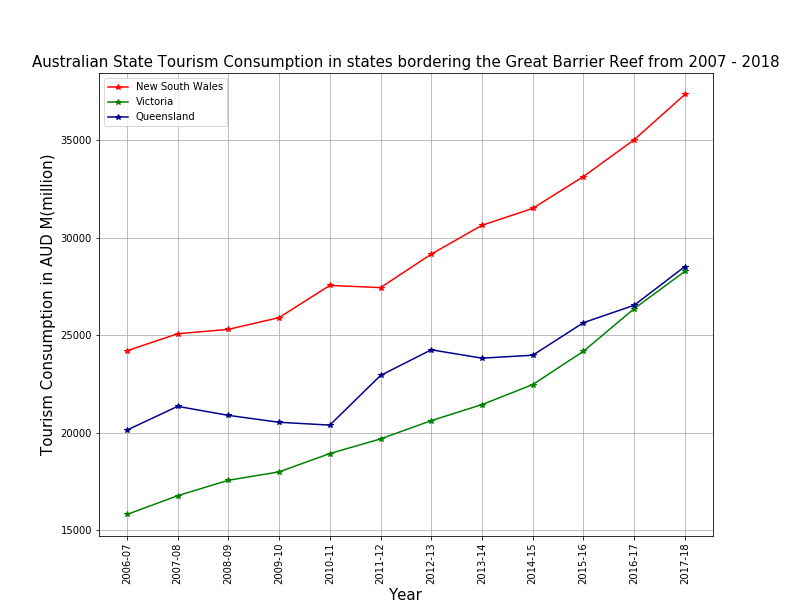 Australian State Tourism Consumption in states bordering the Great Barrier Reef from 2007 - 2018
New South Wales
Victoria
Queensland
Tourism Consumption in AUD M(million)
35000
30000
25000
20000
15000
2006-07
2007-08
2008-09
2009-10
2010-11
2011-12
2012-13
2013-14
2014-15
2015-16
2016-17
2017-18
Year